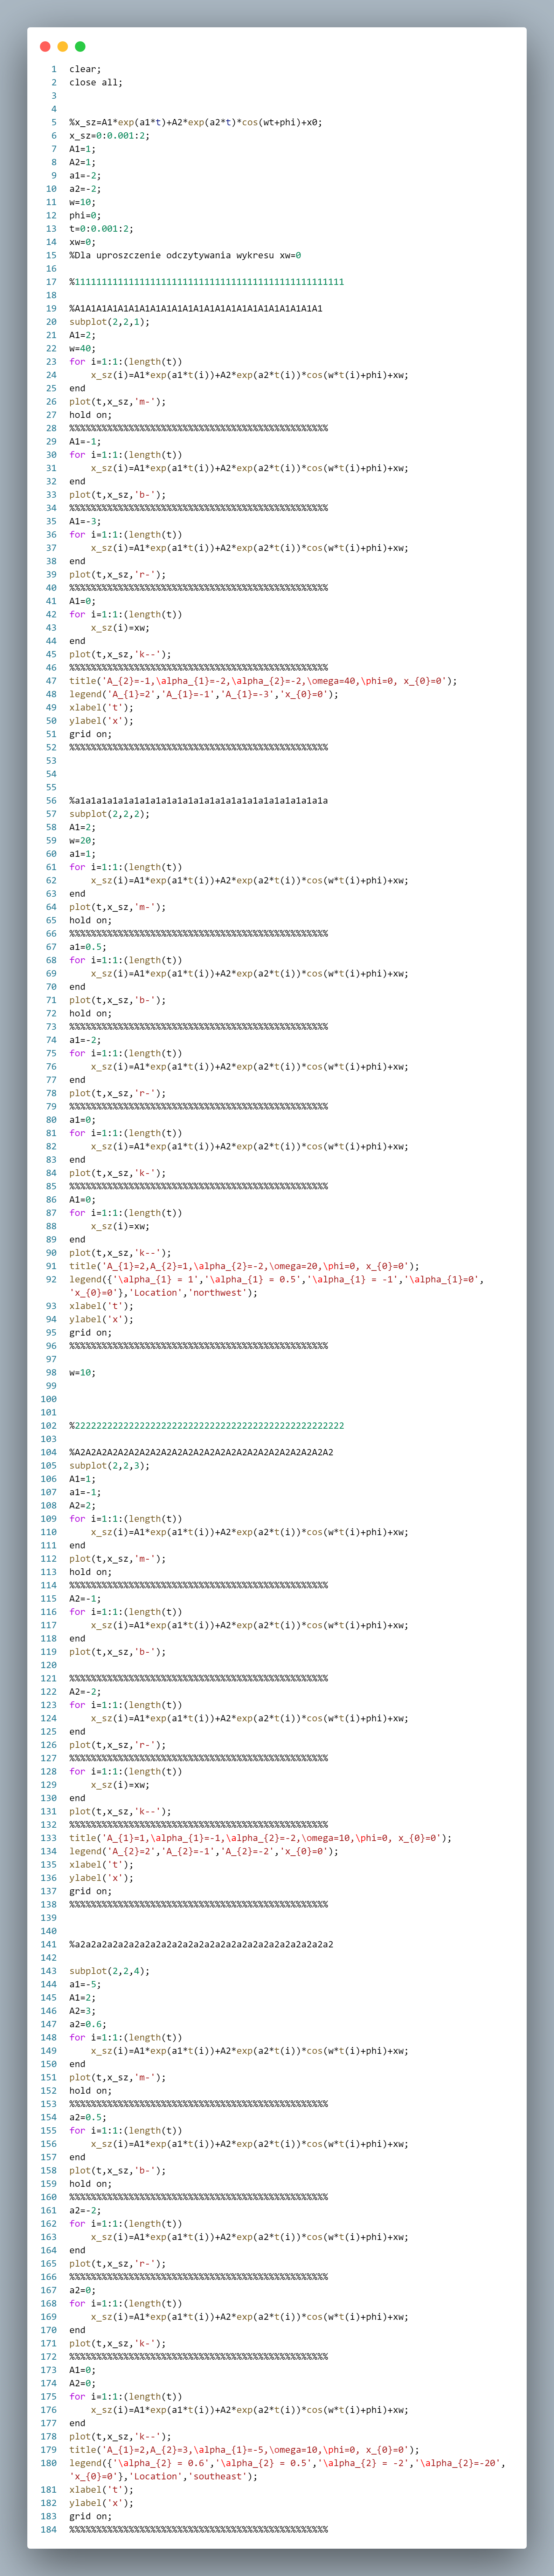 1 clear;
2 close all;
3
4
5 %x_sz=A1*exp(a1*t)+A2*exp(a2*t)*cos(wt+phi)+x0;
6 x_sz=0:0.001:2;
7 A1=1;
8 A2=1;
9 a1=-2;
10 a2=-2;
11 w=10;
12 phi=0;
13 t=0:0.001:2;
14 xw=0;
15 %Dla uproszczenie odczytywania wykresu xw=0
16
17 %11111111111111111111111111111111111111111111111111
18
19 %A1A1A1A1A1A1A1A1A1A1A1A1A1A1A1A1A1A1A1A1A1A1A1
20 subplot(2,2,1);
21 A1=2;
22 w=40;
23 for i=1:1:(length(t))
24     x_sz(i)=A1*exp(a1*t(i))+A2*exp(a2*t(i))*cos(w*t(i)+phi)+xw;
25 end
26 plot(t,x_sz,'m-');
27 hold on;
28 %%%%%%%%%%%%%%%%%%%%%%%%%%%%%%%%%%%%%%%%%%%%%%%%
29 A1=-1;
30 for i=1:1:(length(t))
31     x_sz(i)=A1*exp(a1*t(i))+A2*exp(a2*t(i))*cos(w*t(i)+phi)+xw;
32 end
33 plot(t,x_sz,'b-');
34 %%%%%%%%%%%%%%%%%%%%%%%%%%%%%%%%%%%%%%%%%%%%%%%%
35 A1=-3;
36 for i=1:1:(length(t))
37     x_sz(i)=A1*exp(a1*t(i))+A2*exp(a2*t(i))*cos(w*t(i)+phi)+xw;
38 end
39 plot(t,x_sz,'r-');
40 %%%%%%%%%%%%%%%%%%%%%%%%%%%%%%%%%%%%%%%%%%%%%%%%
41 A1=0;
42 for i=1:1:(length(t))
43     x_sz(i)=xw;
44 end
45 plot(t,x_sz,'k--');
46 %%%%%%%%%%%%%%%%%%%%%%%%%%%%%%%%%%%%%%%%%%%%%%%%
47 title('A_{2}=-1,\alpha_{1}=-2,\alpha_{2}=-2,\omega=40,\phi=0, x_{0}=0');
48 legend('A_{1}=2','A_{1}=-1','A_{1}=-3','x_{0}=0');
49 xlabel('t');
50 ylabel('x');
51 grid on;
52 %%%%%%%%%%%%%%%%%%%%%%%%%%%%%%%%%%%%%%%%%%%%%%%%
53
54
55
56 %a1a1a1a1a1a1a1a1a1a1a1a1a1a1a1a1a1a1a1a1a1a1a1a
57 subplot(2,2,2);
58 A1=2;
59 w=20;
60 a1=1;
61 for i=1:1:(length(t))
62     x_sz(i)=A1*exp(a1*t(i))+A2*exp(a2*t(i))*cos(w*t(i)+phi)+xw;
63 end
64 plot(t,x_sz,'m-');
65 hold on;
66 %%%%%%%%%%%%%%%%%%%%%%%%%%%%%%%%%%%%%%%%%%%%%%%%
67 a1=0.5;
68 for i=1:1:(length(t))
69     x_sz(i)=A1*exp(a1*t(i))+A2*exp(a2*t(i))*cos(w*t(i)+phi)+xw;
70 end
71 plot(t,x_sz,'b-');
72 hold on;
73 %%%%%%%%%%%%%%%%%%%%%%%%%%%%%%%%%%%%%%%%%%%%%%%%
74 a1=-2;
75 for i=1:1:(length(t))
76     x_sz(i)=A1*exp(a1*t(i))+A2*exp(a2*t(i))*cos(w*t(i)+phi)+xw;
77 end
78 plot(t,x_sz,'r-');
79 %%%%%%%%%%%%%%%%%%%%%%%%%%%%%%%%%%%%%%%%%%%%%%%%
80 a1=0;
81 for i=1:1:(length(t))
82     x_sz(i)=A1*exp(a1*t(i))+A2*exp(a2*t(i))*cos(w*t(i)+phi)+xw;
83 end
84 plot(t,x_sz,'k-');
85 %%%%%%%%%%%%%%%%%%%%%%%%%%%%%%%%%%%%%%%%%%%%%%%%
86 A1=0;
87 for i=1:1:(length(t))
88     x_sz(i)=xw;
89 end
90 plot(t,x_sz,'k--');
91 title('A_{1}=2,A_{2}=1,\alpha_{2}=-2,\omega=20,\phi=0, x_{0}=0');
92 legend({'\alpha_{1} = 1','\alpha_{1} = 0.5','\alpha_{1} = -1','\alpha_{1}=0',
'x_{0}=0'},'Location','northwest');
93 xlabel('t');
94 ylabel('x');
95 grid on;
96 %%%%%%%%%%%%%%%%%%%%%%%%%%%%%%%%%%%%%%%%%%%%%%%%
97
98 w=10;
99
100
101
102 %22222222222222222222222222222222222222222222222222
103
104 %A2A2A2A2A2A2A2A2A2A2A2A2A2A2A2A2A2A2A2A2A2A2A2A2
105 subplot(2,2,3);
106 A1=1;
107 a1=-1;
108 A2=2;
109 for i=1:1:(length(t))
110     x_sz(i)=A1*exp(a1*t(i))+A2*exp(a2*t(i))*cos(w*t(i)+phi)+xw;
111 end
112 plot(t,x_sz,'m-');
113 hold on;
114 %%%%%%%%%%%%%%%%%%%%%%%%%%%%%%%%%%%%%%%%%%%%%%%%
115 A2=-1;
116 for i=1:1:(length(t))
117     x_sz(i)=A1*exp(a1*t(i))+A2*exp(a2*t(i))*cos(w*t(i)+phi)+xw;
118 end
119 plot(t,x_sz,'b-');
120
121 %%%%%%%%%%%%%%%%%%%%%%%%%%%%%%%%%%%%%%%%%%%%%%%%
122 A2=-2;
123 for i=1:1:(length(t))
124     x_sz(i)=A1*exp(a1*t(i))+A2*exp(a2*t(i))*cos(w*t(i)+phi)+xw;
125 end
126 plot(t,x_sz,'r-');
127 %%%%%%%%%%%%%%%%%%%%%%%%%%%%%%%%%%%%%%%%%%%%%%%%
128 for i=1:1:(length(t))
129     x_sz(i)=xw;
130 end
131 plot(t,x_sz,'k--');
132 %%%%%%%%%%%%%%%%%%%%%%%%%%%%%%%%%%%%%%%%%%%%%%%%
133 title('A_{1}=1,\alpha_{1}=-1,\alpha_{2}=-2,\omega=10,\phi=0, x_{0}=0');
134 legend('A_{2}=2','A_{2}=-1','A_{2}=-2','x_{0}=0');
135 xlabel('t');
136 ylabel('x');
137 grid on;
138 %%%%%%%%%%%%%%%%%%%%%%%%%%%%%%%%%%%%%%%%%%%%%%%%
139
140
141 %a2a2a2a2a2a2a2a2a2a2a2a2a2a2a2a2a2a2a2a2a2a2a2a2
142
143 subplot(2,2,4);
144 a1=-5;
145 A1=2;
146 A2=3;
147 a2=0.6;
148 for i=1:1:(length(t))
149     x_sz(i)=A1*exp(a1*t(i))+A2*exp(a2*t(i))*cos(w*t(i)+phi)+xw;
150 end
151 plot(t,x_sz,'m-');
152 hold on;
153 %%%%%%%%%%%%%%%%%%%%%%%%%%%%%%%%%%%%%%%%%%%%%%%%
154 a2=0.5;
155 for i=1:1:(length(t))
156     x_sz(i)=A1*exp(a1*t(i))+A2*exp(a2*t(i))*cos(w*t(i)+phi)+xw;
157 end
158 plot(t,x_sz,'b-');
159 hold on;
160 %%%%%%%%%%%%%%%%%%%%%%%%%%%%%%%%%%%%%%%%%%%%%%%%
161 a2=-2;
162 for i=1:1:(length(t))
163     x_sz(i)=A1*exp(a1*t(i))+A2*exp(a2*t(i))*cos(w*t(i)+phi)+xw;
164 end
165 plot(t,x_sz,'r-');
166 %%%%%%%%%%%%%%%%%%%%%%%%%%%%%%%%%%%%%%%%%%%%%%%%
167 a2=0;
168 for i=1:1:(length(t))
169     x_sz(i)=A1*exp(a1*t(i))+A2*exp(a2*t(i))*cos(w*t(i)+phi)+xw;
170 end
171 plot(t,x_sz,'k-');
172 %%%%%%%%%%%%%%%%%%%%%%%%%%%%%%%%%%%%%%%%%%%%%%%%
173 A1=0;
174 A2=0;
175 for i=1:1:(length(t))
176     x_sz(i)=A1*exp(a1*t(i))+A2*exp(a2*t(i))*cos(w*t(i)+phi)+xw;
177 end
178 plot(t,x_sz,'k--');
179 title('A_{1}=2,A_{2}=3,\alpha_{1}=-5,\omega=10,\phi=0, x_{0}=0');
180 legend({'\alpha_{2} = 0.6','\alpha_{2} = 0.5','\alpha_{2} = -2','\alpha_{2}=-20',
'x_{0}=0'},'Location','southeast');
181 xlabel('t');
182 ylabel('x');
183 grid on;
184 %%%%%%%%%%%%%%%%%%%%%%%%%%%%%%%%%%%%%%%%%%%%%%%%